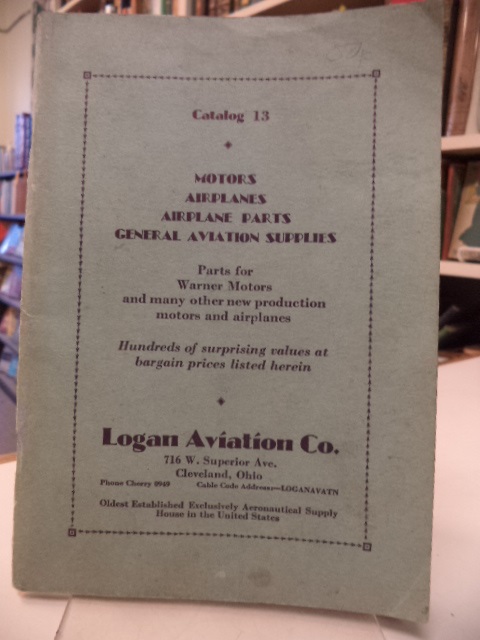 Catalog 13
MOTORS
AIRPLANES
AIRPLANE PARTS
GENERAL AVIATION SUPPLIES
Parts for
Warner Motors
and many other new production
motors and airplanes
Hundreds of surprising values at
bargain prices listed herein
Logan Aviation Co.
716 W. Superior Ave.
Cleveland, Ohio
Phone Cherry 8949 Cable Code Address:—LOGANAVATN
Oldest Established Exclusively Aeronautical Supply
House in the United States